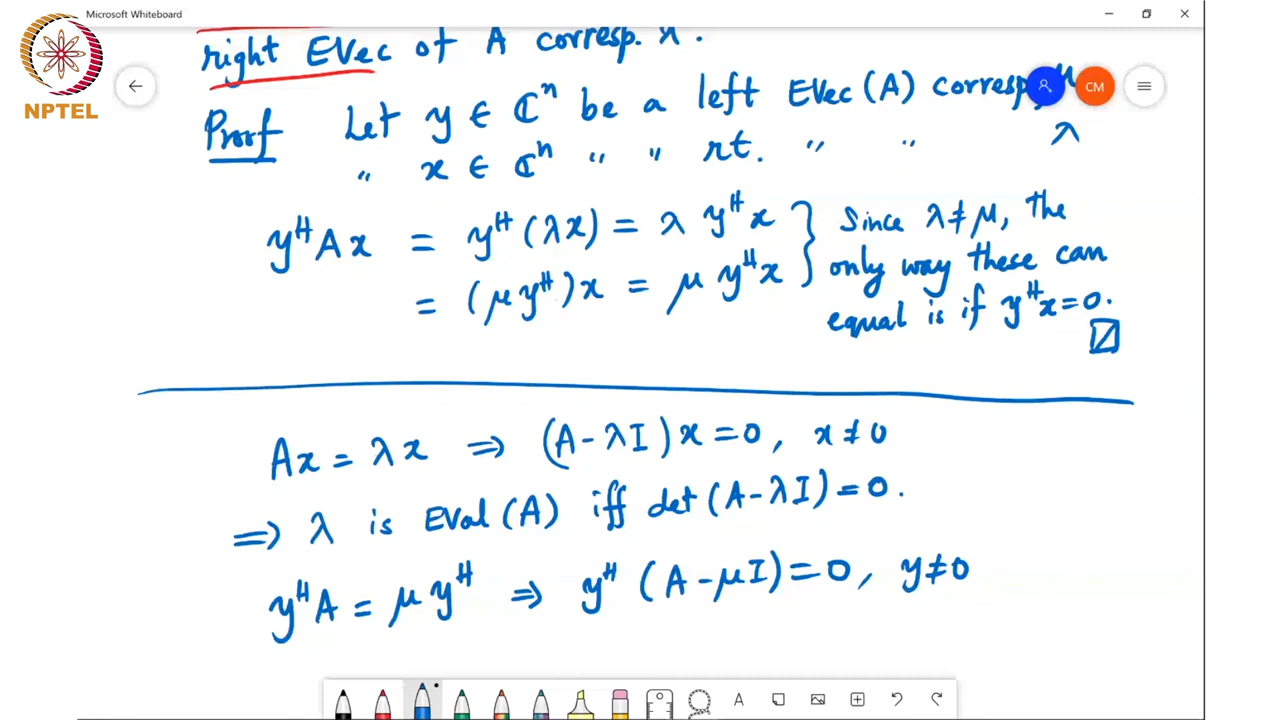 Microsoft Whiteboard
NPTEL
CM
right EVec of A corresp. λ.
Proof Let y ∈ ℂⁿ be a left EVec (A) corresp. μ
" x ∈ ℂⁿ " " rt. " " λ
yᴴAx = yᴴ(λx) = λ yᴴx } Since λ ≠ μ, the
= (μyᴴ)x = μ yᴴx only way these can
equal is if yᴴx = 0.
Ax = λx ⇒ (A - λI)x = 0, x ≠ 0
⇒ λ is EVal (A) iff det (A - λI) = 0.
yᴴA = μyᴴ ⇒ yᴴ (A - μI) = 0, y ≠ 0